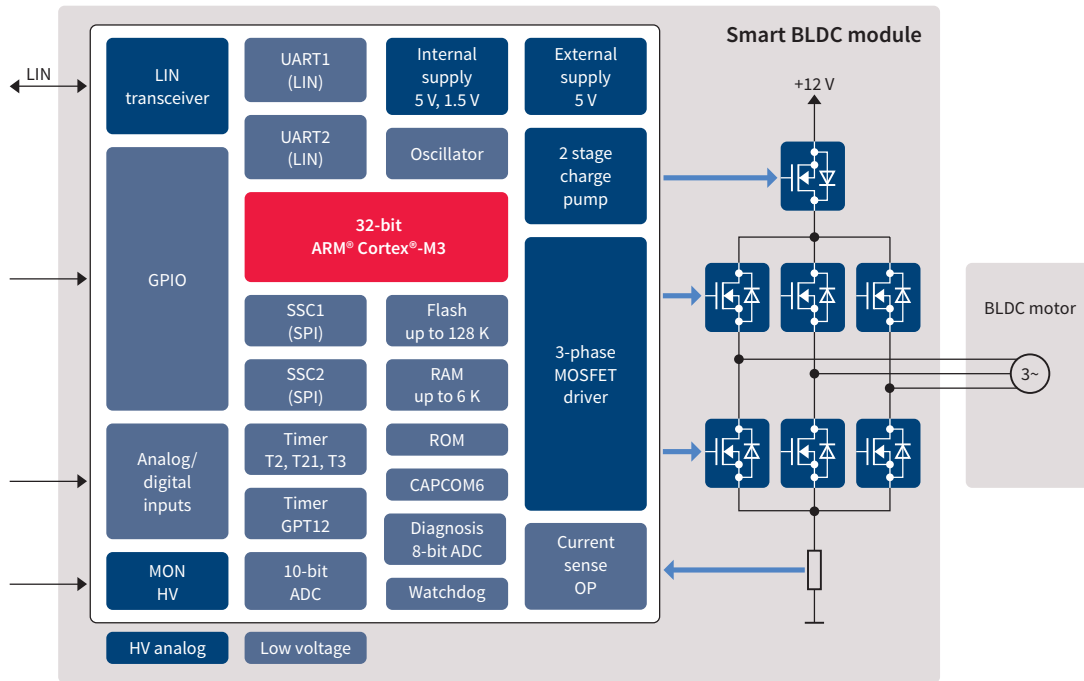 Smart BLDC module
LIN
LIN
transceiver
UART1
(LIN)
Internal
supply
5 V, 1.5 V
External
supply
5 V
+12 V
UART2
(LIN)
Oscillator
2 stage
charge
pump
32-bit
ARM® Cortex®-M3
GPIO
SSC1
(SPI)
Flash
up to 128 K
3-phase
MOSFET
driver
BLDC motor
3~
SSC2
(SPI)
RAM
up to 6 K
Analog/
digital
inputs
Timer
T2, T21, T3
ROM
CAPCOM6
Timer
GPT12
Diagnosis
8-bit ADC
Current
sense
OP
MON
HV
10-bit
ADC
Watchdog
HV analog
Low voltage